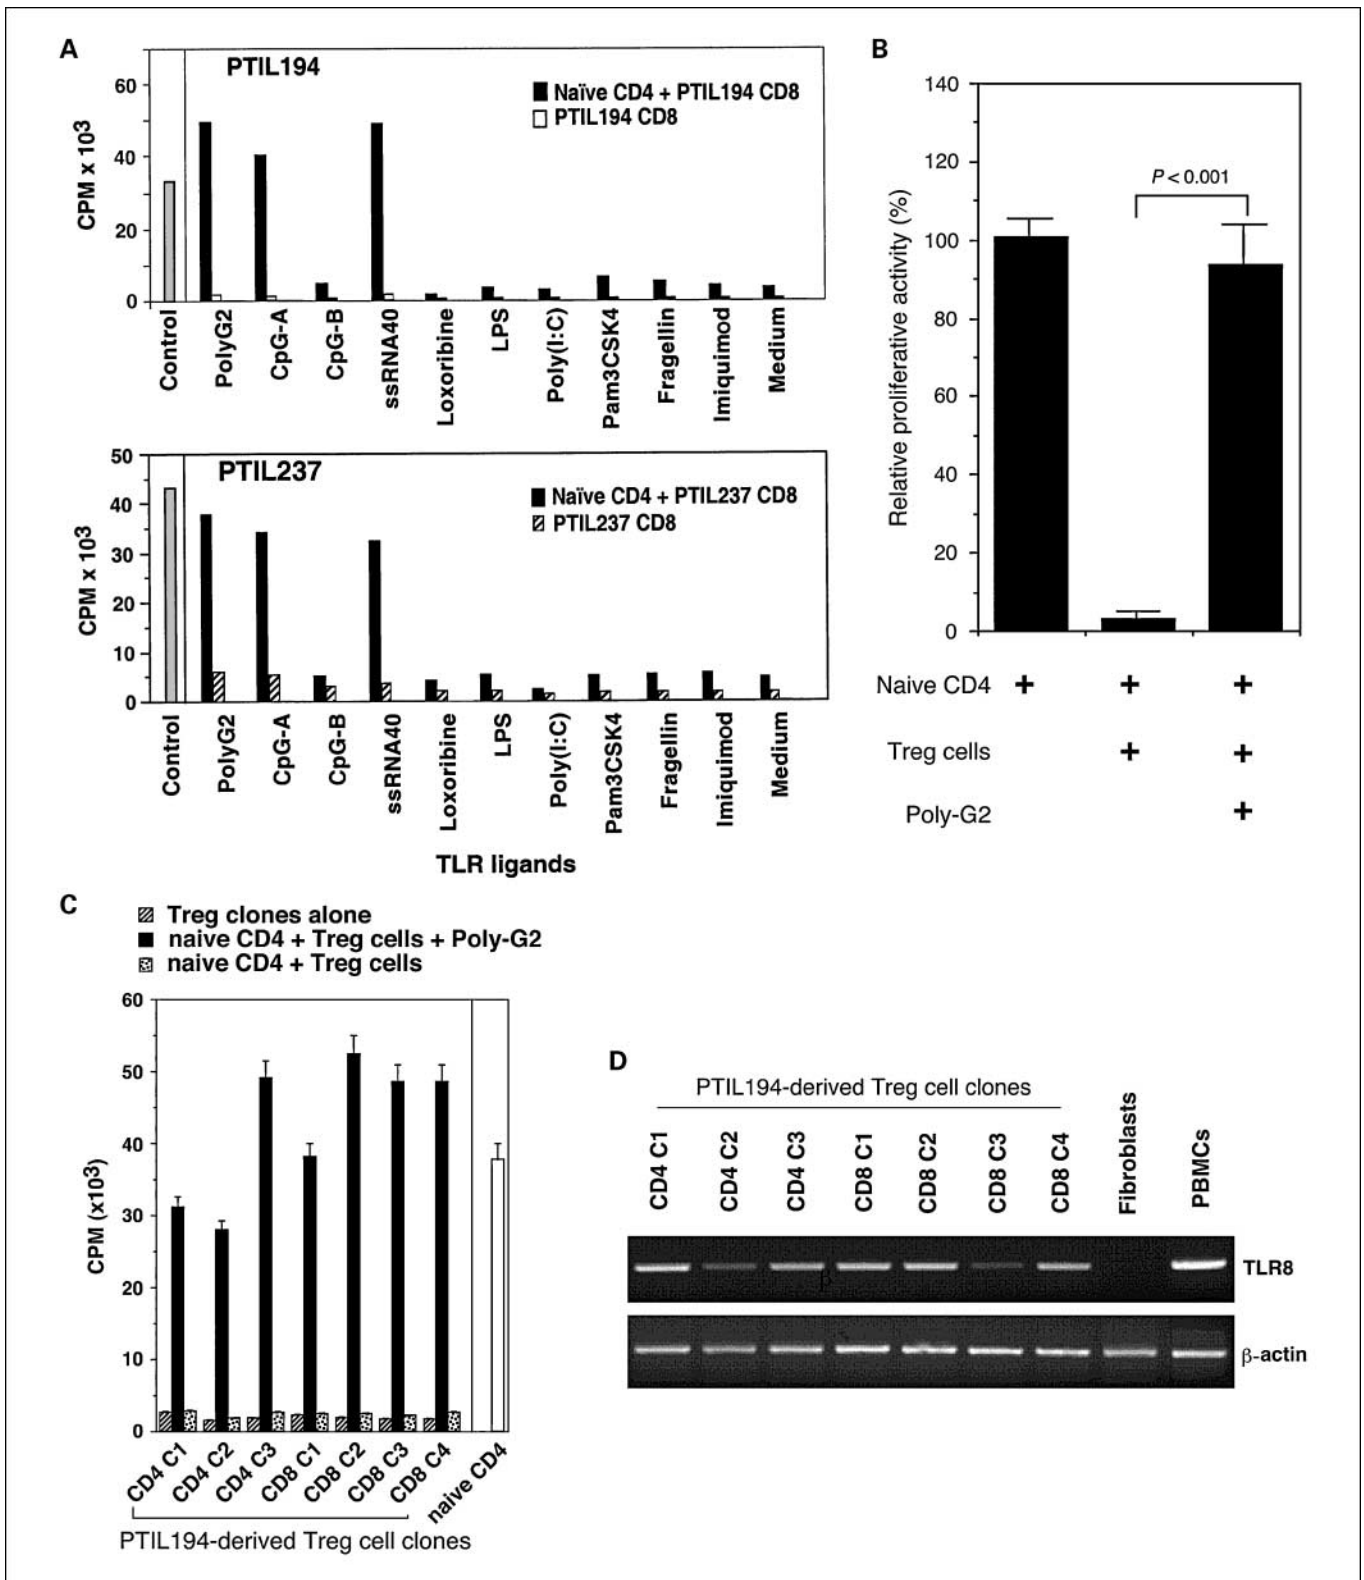 A
PTIL194
Naïve CD4 + PTIL194 CD8
PTIL194 CD8
CPM x 10³
60
40
20
0
Control
PolyG2
CpG-A
CpG-B
ssRNA40
Loxoribine
LPS
Poly(I:C)
Pam3CSK4
Fragellin
Imiquimod
Medium
PTIL237
Naïve CD4 + PTIL237 CD8
PTIL237 CD8
CPM x 10³
50
40
30
20
10
0
Control
PolyG2
CpG-A
CpG-B
ssRNA40
Loxoribine
LPS
Poly(I:C)
Pam3CSK4
Fragellin
Imiquimod
Medium
TLR ligands
B
Relative proliferative activity (%)
140
120
100
80
60
40
20
0
P < 0.001
Naive CD4 + + +
Treg cells + +
Poly-G2 +
C
Treg clones alone
naive CD4 + Treg cells + Poly-G2
naive CD4 + Treg cells
CPM (x10³)
60
50
40
30
20
10
0
CD4 C1
CD4 C2
CD4 C3
CD8 C1
CD8 C2
CD8 C3
CD8 C4
naive CD4
PTIL194-derived Treg cell clones
D
PTIL194-derived Treg cell clones
CD4 C1
CD4 C2
CD4 C3
CD8 C1
CD8 C2
CD8 C3
CD8 C4
Fibroblasts
PBMCs
TLR8
β-actin